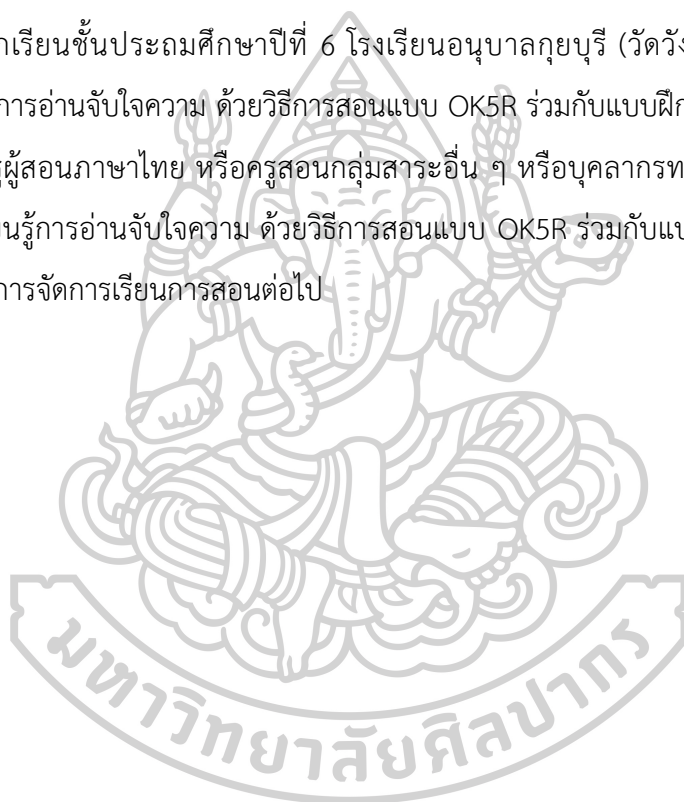 กเรียนชั้นประถมศึกษาปีที่ 6 โรงเรียนอนุบาลกุยบุรี (วัดวัง
การอ่านจับใจความ ด้วยวิธีการสอนแบบ OK5R ร่วมกับแบบฝึก
ผู้สอนภาษาไทย หรือครูสอนกลุ่มสาระอื่น ๆ หรือบุคลากรท
นรู้การอ่านจับใจความ ด้วยวิธีการสอนแบบ OK5R ร่วมกับแบ
การจัดการเรียนการสอนต่อไป
มหาวิทยาลัยศิลปากร